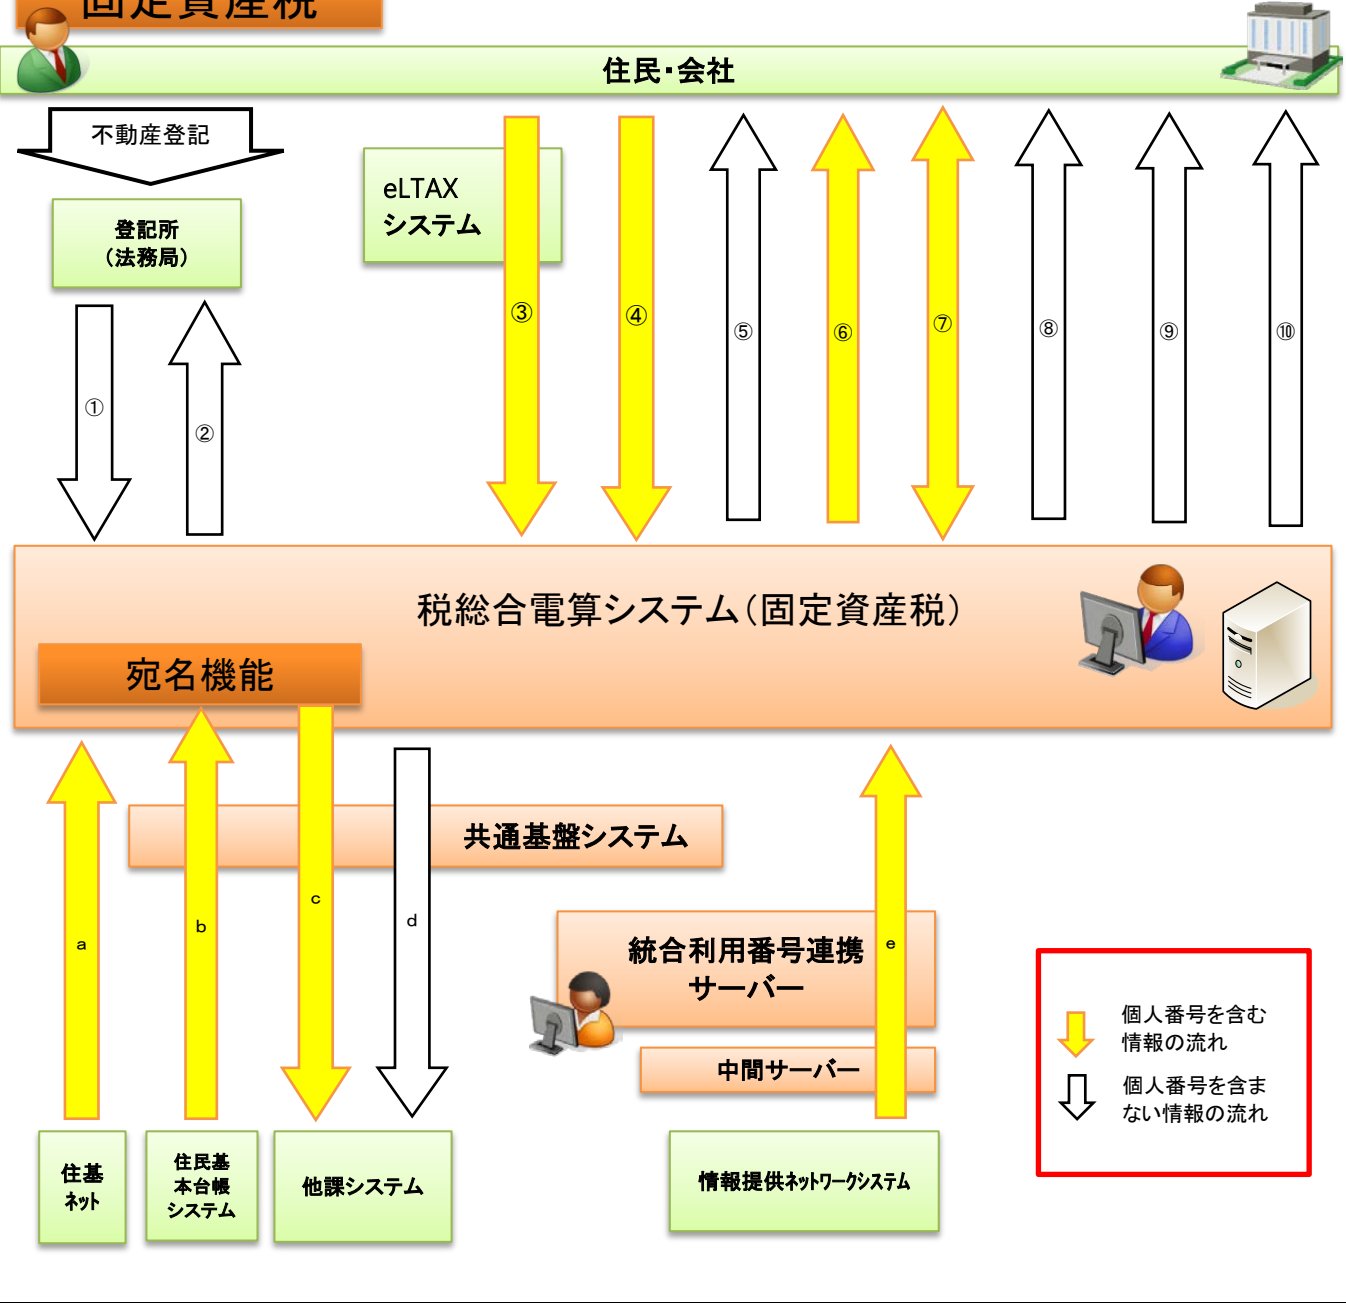 固定資産税
住民・会社
不動産登記
登記所
（法務局）
eLTAX
システム
①
②
③
④
⑤
⑥
⑦
⑧
⑨
⑩
税総合電算システム（固定資産税）
宛名機能
共通基盤システム
a
b
c
d
e
統合利用番号連携
サーバー
中間サーバー
住基
ネット
住民基
本台帳
システム
他課システム
情報提供ネットワークシステム
個人番号を含む
情報の流れ
個人番号を含ま
ない情報の流れ